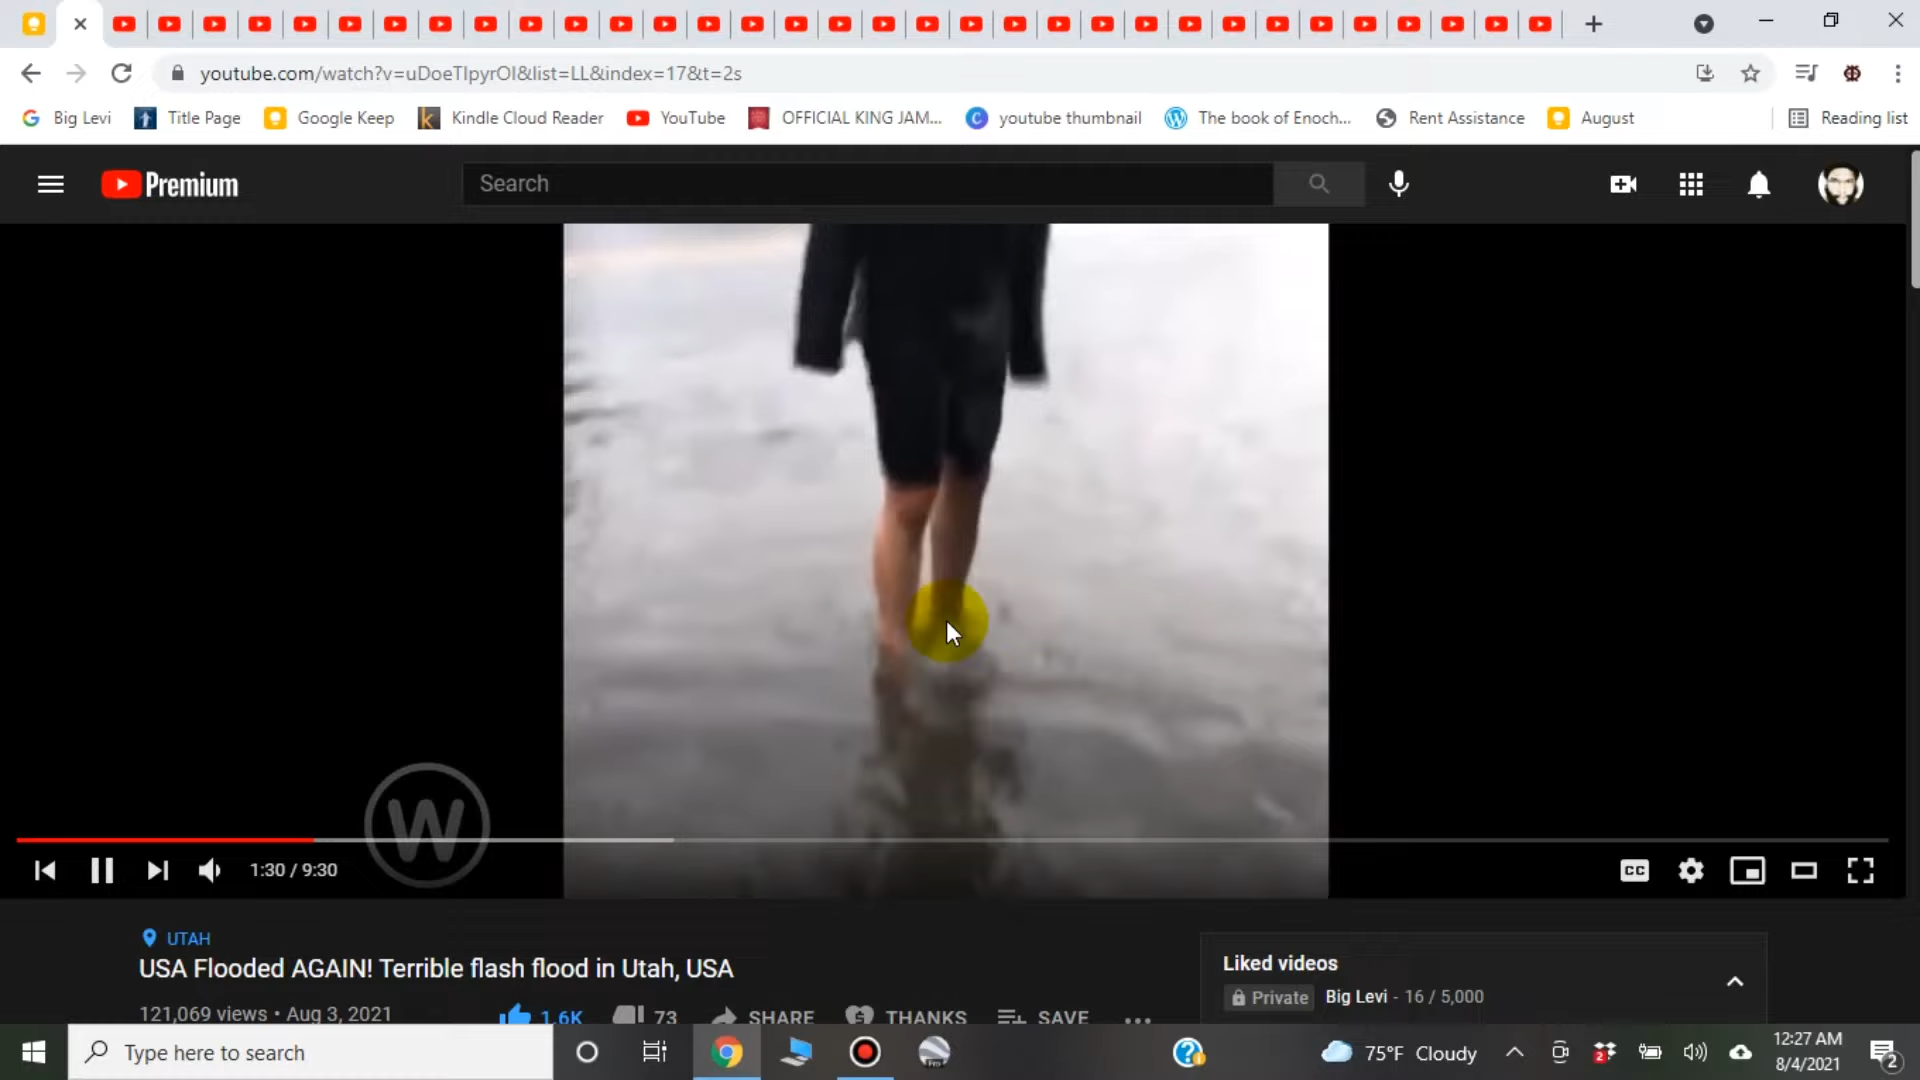 youtube.com/watch?v=uDoeTlpyrOI&list=LL&index=17&t=2s
Big Levi Title Page Google Keep Kindle Cloud Reader YouTube OFFICIAL KING JAM... youtube thumbnail The book of Enoch... Rent Assistance August Reading list
Premium Search
W
1:30 / 9:30 CC
UTAH
USA Flooded AGAIN! Terrible flash flood in Utah, USA
121,069 views • Aug 3, 2021 1.6K 73 SHARE THANKS SAVE
Liked videos
Private Big Levi - 16 / 5,000
Type here to search 75°F Cloudy 12:27 AM
8/4/2021 2